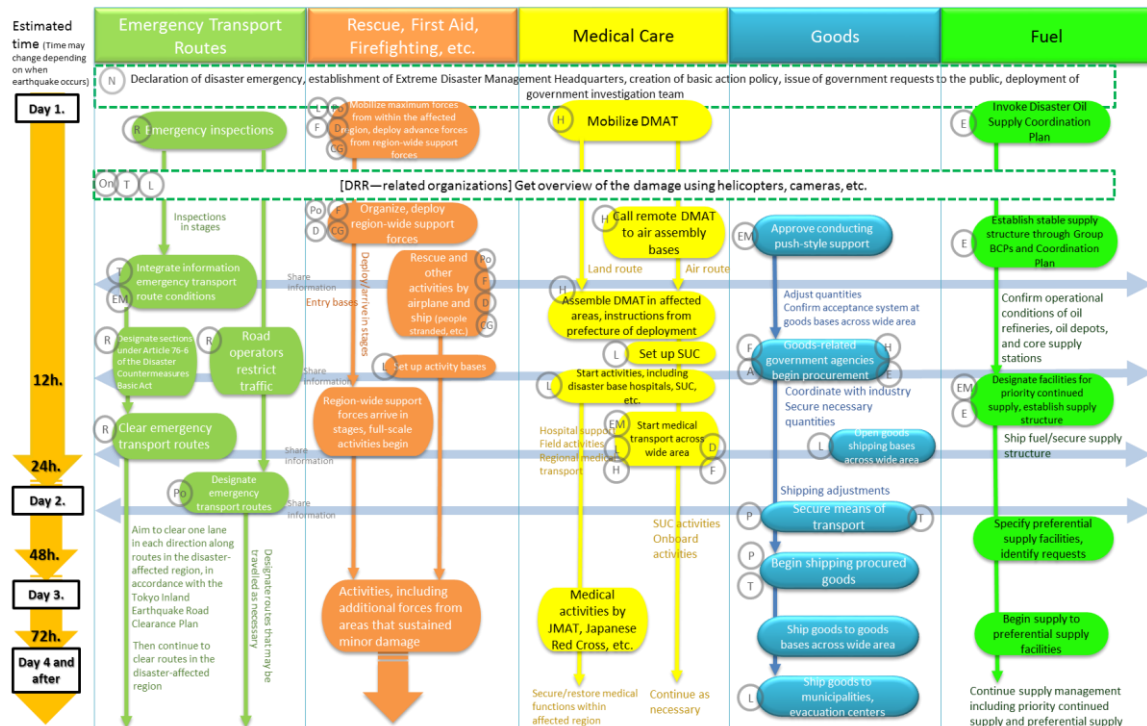 Estimated
time (Time may
change depending on
when
earthquake occurs)
Emergency Transport
Routes
Rescue, First Aid,
Firefighting, etc.
Medical Care
Goods
Fuel
N
Declaration of disaster emergency, establishment of Extreme Disaster Management Headquarters, creation of basic action policy, issue of government requests to the public, deployment of
government investigation team
Day 1.
12h.
24h.
Day 2.
48h.
Day 3.
72h.
Day 4 and
after
R
Emergency inspections
On T L
[DRR—related organizations] Get overview of the damage using helicopters, cameras, etc.
Inspections
in stages
T
EM
Integrate information
emergency transport
route conditions
Share
information
R
Designate sections
under Article 76-6
of the Disaster
Countermeasures
Basic Act
R
Road
operators
restrict
traffic
Share
information
R
Clear emergency
transport routes
Share
information
Po
Designate
emergency
transport routes
Share
information
Aim to clear one lane
in each direction along
routes in the disaster-
affected region, in
accordance with the
Tokyo Inland
Earthquake Road
Clearance Plan
Then continue to
clear routes in the
disaster-affected
region
Designate routes that may be
travelled as necessary
L Po
F D
CG
Mobilize maximum forces
from within the affected
region, deploy advance forces
from region-wide support
forces
Po F
D CG
Organize, deploy
region-wide support
forces
Deploy/arrive in stages
Entry bases
Rescue and
other
activities by
airplane and
ship (people
stranded, etc.)
Po
F
D
CG
L
Set up activity bases
Region-wide support
forces arrive in
stages, full-scale
activities begin
Activities, including
additional forces from
areas that sustained
minor damage
H
Mobilize DMAT
H
Call remote DMAT
to air assembly
bases
Land route
Air route
H
Assemble DMAT in affected
areas, instructions from
prefecture of deployment
L
Set up SUC
L
Start activities, including
disaster base hospitals, SUC,
etc.
EM
L
H
D
F
Start medical
transport across
wide area
Hospital support
Field activities
Regional medical
transport
SUC activities
Onboard
activities
Medical
activities by
JMAT, Japanese
Red Cross, etc.
Secure/restore medical
functions within
affected region
Continue as
necessary
EM
Approve conducting
push-style support
Adjust quantities
Confirm acceptance system at
goods bases across wide area
F
H
A
E
Goods-related
government agencies
begin procurement
Coordinate with industry
Secure necessary
quantities
L
Open goods
shipping bases
across wide area
Shipping adjustments
P
T
Secure means of
transport
P
T
Begin shipping procured
goods
Ship goods to goods
bases across wide area
L
Ship goods to
municipalities,
evacuation centers
E
Invoke Disaster Oil
Supply Coordination
Plan
E
Establish stable supply
structure through Group
BCPs and Coordination
Plan
Confirm operational
conditions of oil
refineries, oil depots,
and core supply
stations
EM
E
Designate facilities for
priority continued
supply, establish supply
structure
Ship fuel/secure supply
structure
Specify preferential
supply facilities,
identify requests
Begin supply to
preferential supply
facilities
Continue supply management
including priority continued
supply and preferential supply